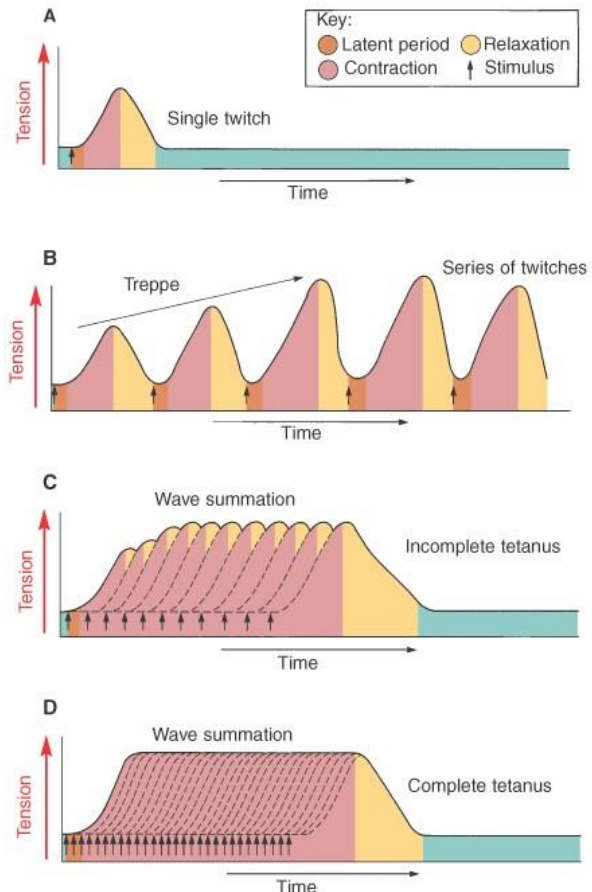 A
Key:
Latent period
Relaxation
Contraction
Stimulus
Tension
Single twitch
Time
B
Treppe
Series of twitches
Tension
Time
C
Wave summation
Incomplete tetanus
Tension
Time
D
Wave summation
Complete tetanus
Tension
Time